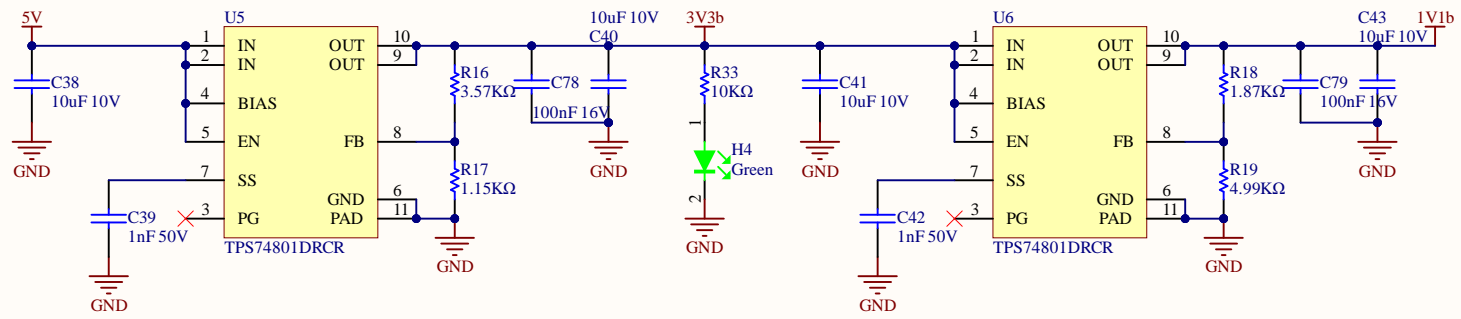 5V
U5
10uF 10V
C40
3V3b
U6
C43
10uF 10V
1V1b
1 IN OUT 10
2 IN OUT 9
4 BIAS
5 EN FB 8
7 SS
GND 6
3 PG PAD 11
TPS74801DRCR
C38
10uF 10V
GND
C39
1nF 50V
GND
R16
3.57KΩ
R17
1.15KΩ
GND
C78
100nF 16V
GND
R33
10KΩ
1
H4
Green
2
GND
C41
10uF 10V
GND
1 IN OUT 10
2 IN OUT 9
4 BIAS
5 EN FB 8
7 SS
GND 6
3 PG PAD 11
TPS74801DRCR
C42
1nF 50V
GND
R18
1.87KΩ
R19
4.99KΩ
GND
C79
100nF 16V
GND